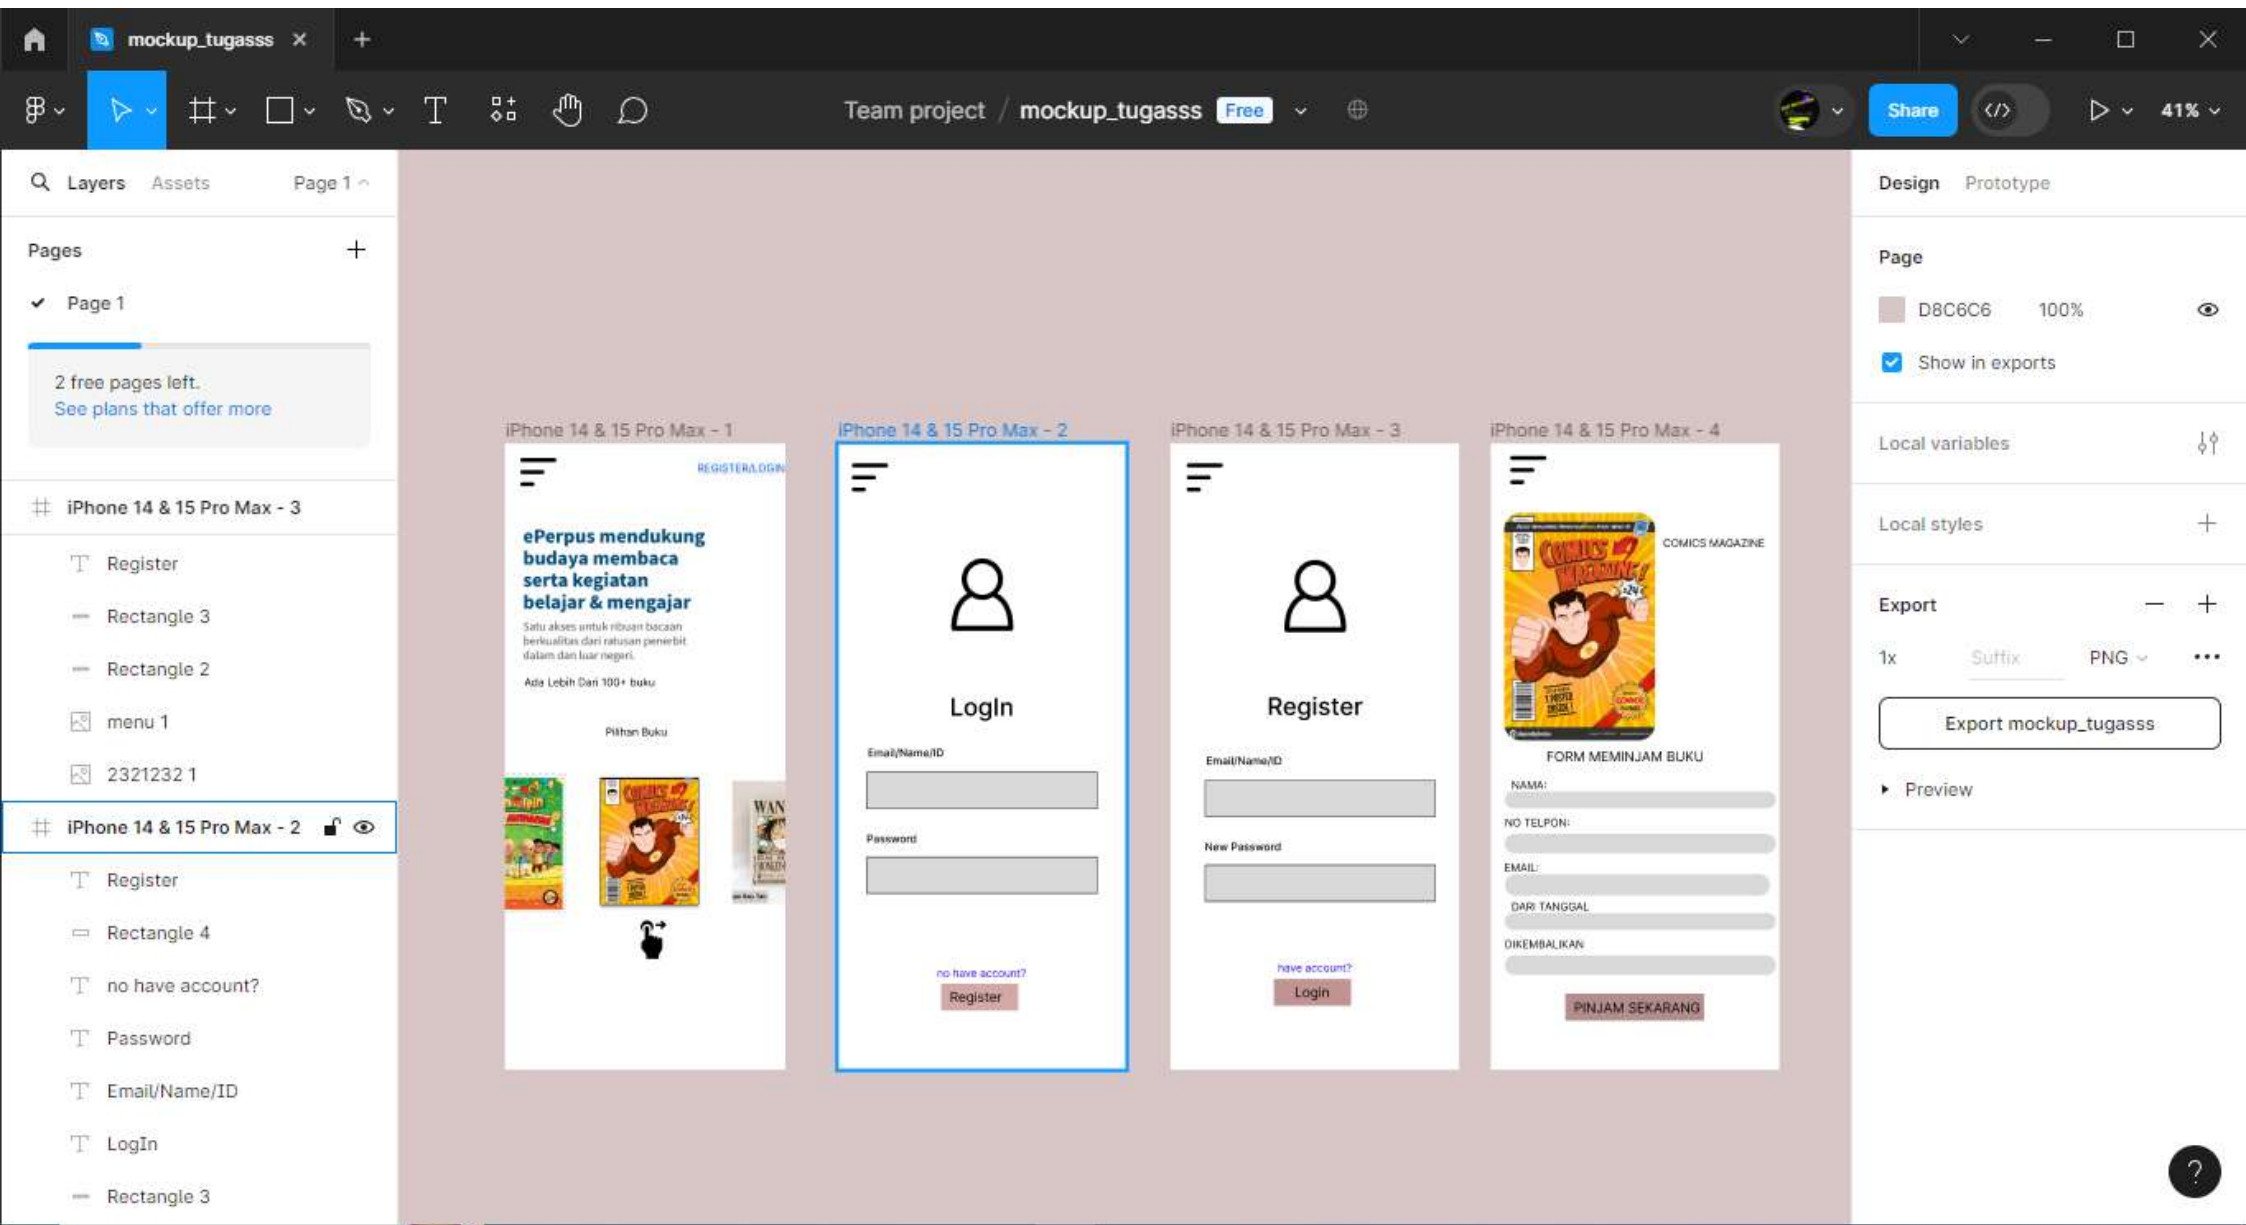 mockup_tugasss
Team project / mockup_tugasss Free
Share
41%
Layers Assets Page 1
Pages
Page 1
2 free pages left.
See plans that offer more
iPhone 14 & 15 Pro Max - 3
Register
Rectangle 3
Rectangle 2
menu 1
2321232 1
iPhone 14 & 15 Pro Max - 2
Register
Rectangle 4
no have account?
Password
Email/Name/ID
LogIn
Rectangle 3
iPhone 14 & 15 Pro Max - 1
REGISTER/LOGIN
ePerpus mendukung
budaya membaca
serta kegiatan
belajar & mengajar
Satu akses untuk ribuan bacaan
berkualitas dari ratusan penerbit
dalam dan luar negeri.
Ada Lebih Dari 100+ buku
Pilihan Buku
COMICS
MAGAZINE!
WAN
iPhone 14 & 15 Pro Max - 2
LogIn
Email/Name/ID
Password
no have account?
Register
iPhone 14 & 15 Pro Max - 3
Register
Email/Name/ID
New Password
have account?
Login
iPhone 14 & 15 Pro Max - 4
COMICS
MAGAZINE!
COMICS MAGAZINE
FORM MEMINJAM BUKU
NAMA:
NO TELPON:
EMAIL:
DARI TANGGAL
DIKEMBALIKAN
PINJAM SEKARANG
Design Prototype
Page
D8C6C6 100%
Show in exports
Local variables
Local styles
Export
1x Suffix PNG
Export mockup_tugasss
Preview
?